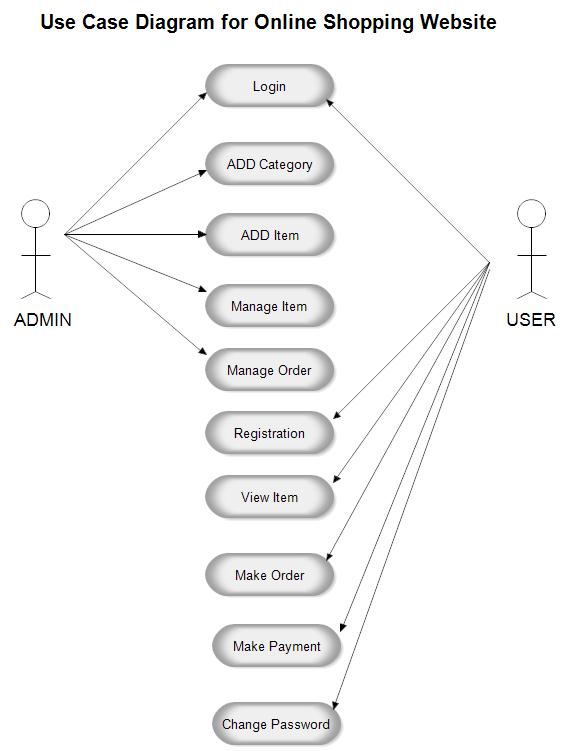 Use Case Diagram for Online Shopping Website
Login
ADD Category
ADD Item
ADMIN
USER
Manage Item
Manage Order
Registration
View Item
Make Order
Make Payment
Change Password